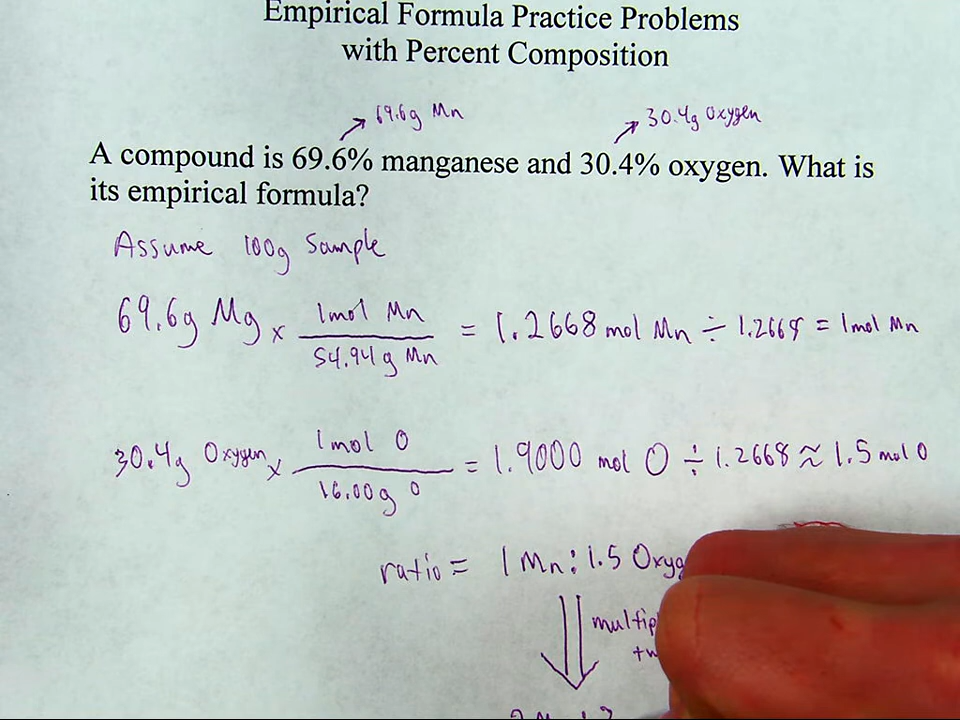 Empirical Formula Practice Problems
with Percent Composition
69.6g Mn
30.4g Oxygen
A compound is 69.6% manganese and 30.4% oxygen. What is
its empirical formula?
Assume 100g Sample
69.6g Mg x 1mol Mn / 54.94g Mn = 1.2668 mol Mn ÷ 1.2668 = 1mol Mn
30.4g Oxygen x 1mol O / 16.00g O = 1.9000 mol O ÷ 1.2668 ≈ 1.5 mol O
ratio = 1 Mn : 1.5